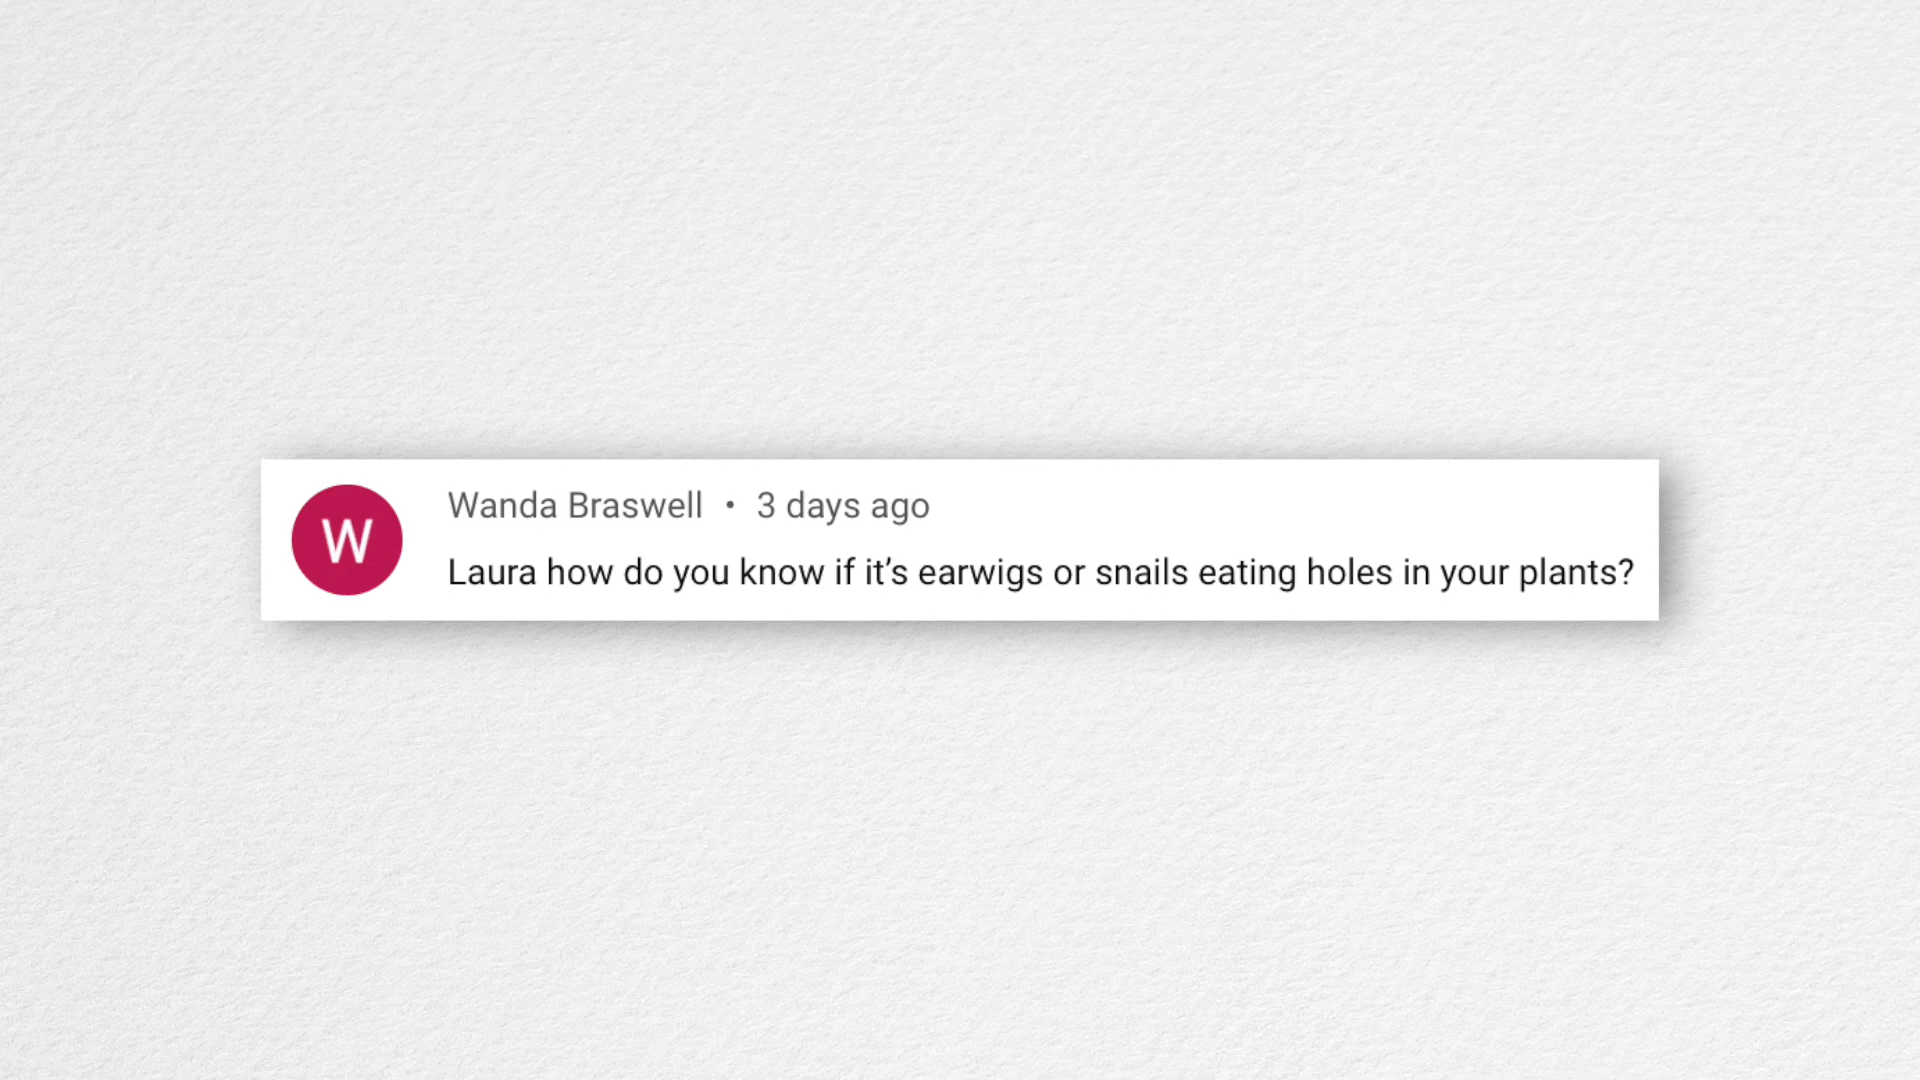 W
Wanda Braswell • 3 days ago
Laura how do you know if it’s earwigs or snails eating holes in your plants?